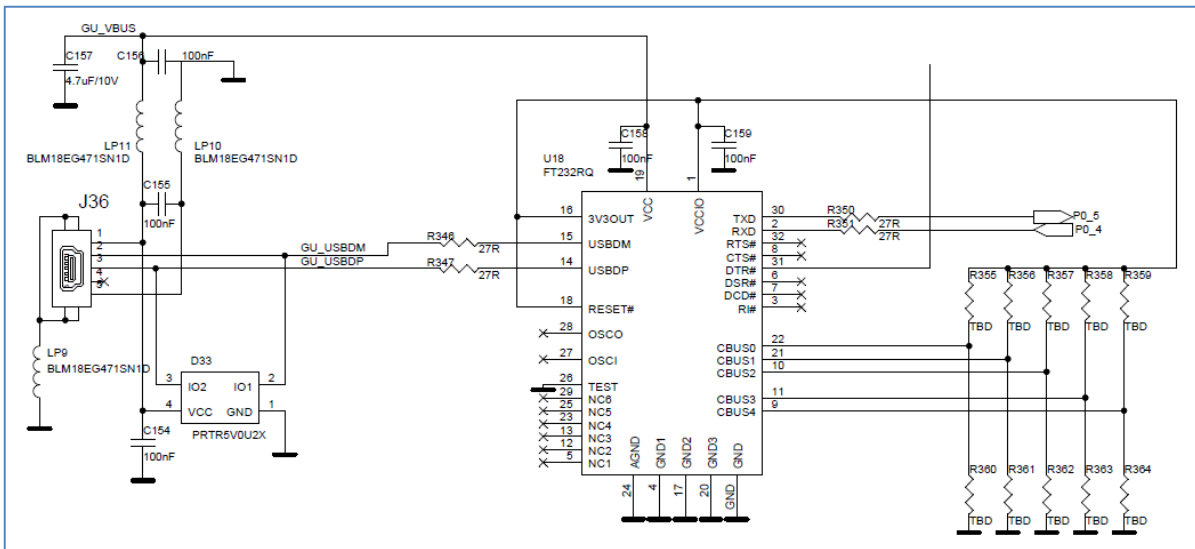 GU_VBUS
C157
4.7uF/10V
C156
100nF
LP11
BLM18EG471SN1D
LP10
BLM18EG471SN1D
C155
100nF
J36
1
2
3
4
5
GU_USBDM
GU_USBDP
R346
27R
R347
27R
LP9
BLM18EG471SN1D
D33
3
IO2
IO1
2
4
VCC
GND
1
PRTR5V0U2X
C154
100nF
C158
100nF
C159
100nF
U18
FT232RQ
19
VCC
1
VCCIO
16
3V3OUT
15
USBDM
14
USBDP
18
RESET#
28
OSCO
27
OSCI
26
TEST
29
NC6
25
NC5
23
NC4
13
NC3
12
NC2
5
NC1
TXD
30
RXD
2
RTS#
32
CTS#
8
DTR#
31
DSR#
6
DCD#
7
RI#
3
CBUS0
22
CBUS1
21
CBUS2
10
CBUS3
11
CBUS4
9
AGND
24
GND1
4
GND2
17
GND3
20
GND
GND
R350
27R
R351
27R
P0_5
P0_4
R355
R356
R357
R358
R359
TBD
TBD
TBD
TBD
TBD
R360
R361
R362
R363
R364
TBD
TBD
TBD
TBD
TBD